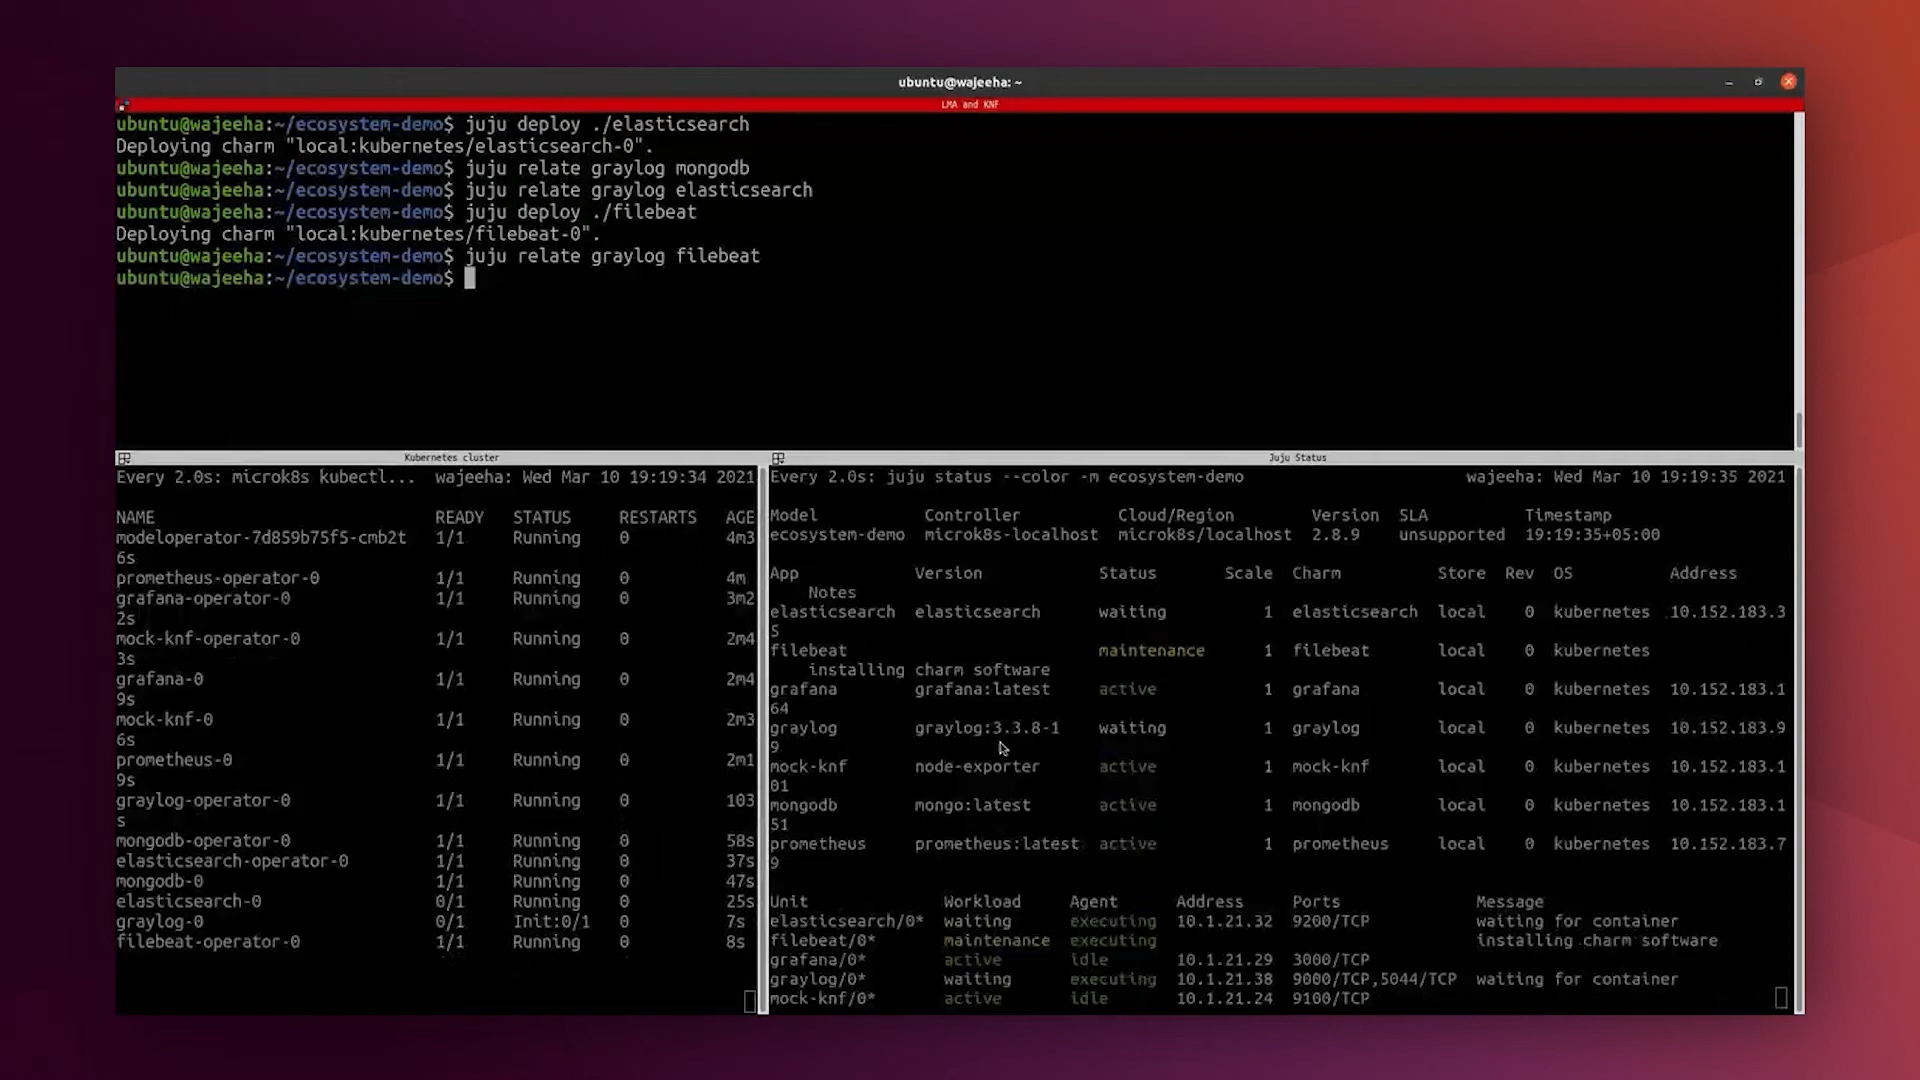 ubuntu@wajeeha: ~
LMA and KNF
ubuntu@wajeeha:~/ecosystem-demo$ juju deploy ./elasticsearch
Deploying charm "local:kubernetes/elasticsearch-0".
ubuntu@wajeeha:~/ecosystem-demo$ juju relate graylog mongodb
ubuntu@wajeeha:~/ecosystem-demo$ juju relate graylog elasticsearch
ubuntu@wajeeha:~/ecosystem-demo$ juju deploy ./filebeat
Deploying charm "local:kubernetes/filebeat-0".
ubuntu@wajeeha:~/ecosystem-demo$ juju relate graylog filebeat
ubuntu@wajeeha:~/ecosystem-demo$
Kubernetes cluster
Every 2.0s: microk8s kubectl... wajeeha: Wed Mar 10 19:19:34 2021
NAME READY STATUS RESTARTS AGE
modeloperator-7d859b75f5-cmb2t 1/1 Running 0 4m3
6s
prometheus-operator-0 1/1 Running 0 4m
grafana-operator-0 1/1 Running 0 3m2
2s
mock-knf-operator-0 1/1 Running 0 2m4
3s
grafana-0 1/1 Running 0 2m4
9s
mock-knf-0 1/1 Running 0 2m3
6s
prometheus-0 1/1 Running 0 2m1
9s
graylog-operator-0 1/1 Running 0 103
s
mongodb-operator-0 1/1 Running 0 58s
elasticsearch-operator-0 1/1 Running 0 37s
mongodb-0 1/1 Running 0 47s
elasticsearch-0 0/1 Running 0 25s
graylog-0 0/1 Init:0/1 0 7s
filebeat-operator-0 1/1 Running 0 8s
Juju Status
Every 2.0s: juju status --color -m ecosystem-demo wajeeha: Wed Mar 10 19:19:35 2021
Model Controller Cloud/Region Version SLA Timestamp
ecosystem-demo microk8s-localhost microk8s/localhost 2.8.9 unsupported 19:19:35+05:00
App Version Status Scale Charm Store Rev OS Address
Notes
elasticsearch elasticsearch waiting 1 elasticsearch local 0 kubernetes 10.152.183.3
5
filebeat maintenance 1 filebeat local 0 kubernetes
installing charm software
grafana grafana:latest active 1 grafana local 0 kubernetes 10.152.183.1
64
graylog graylog:3.3.8-1 waiting 1 graylog local 0 kubernetes 10.152.183.9
9
mock-knf node-exporter active 1 mock-knf local 0 kubernetes 10.152.183.1
01
mongodb mongo:latest active 1 mongodb local 0 kubernetes 10.152.183.1
51
prometheus prometheus:latest active 1 prometheus local 0 kubernetes 10.152.183.7
9
Unit Workload Agent Address Ports Message
elasticsearch/0* waiting executing 10.1.21.32 9200/TCP waiting for container
filebeat/0* maintenance executing installing charm software
grafana/0* active idle 10.1.21.29 3000/TCP
graylog/0* waiting executing 10.1.21.38 9000/TCP,5044/TCP waiting for container
mock-knf/0* active idle 10.1.21.24 9100/TCP